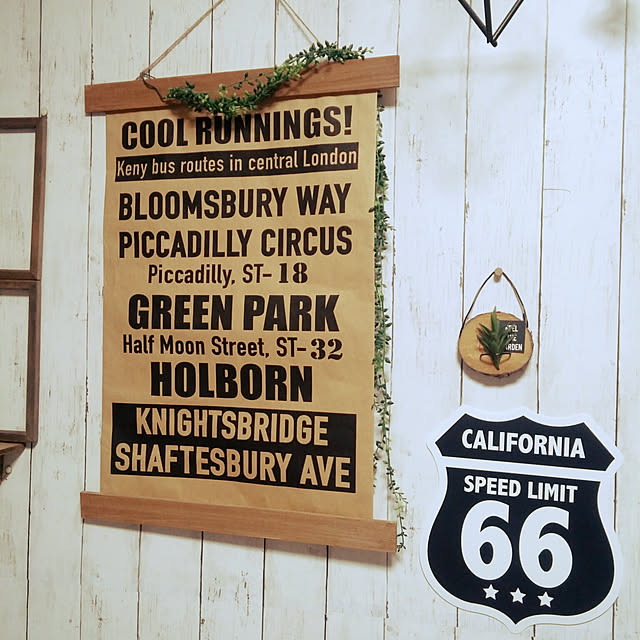 COOL RUNNINGS!
Keny bus routes in central London
BLOOMSBURY WAY
PICCADILLY CIRCUS
Piccadilly, ST-18
GREEN PARK
Half Moon Street, ST-32
HOLBORN
KNIGHTSBRIDGE
SHAFTESBURY AVE
CALIFORNIA
SPEED LIMIT
66